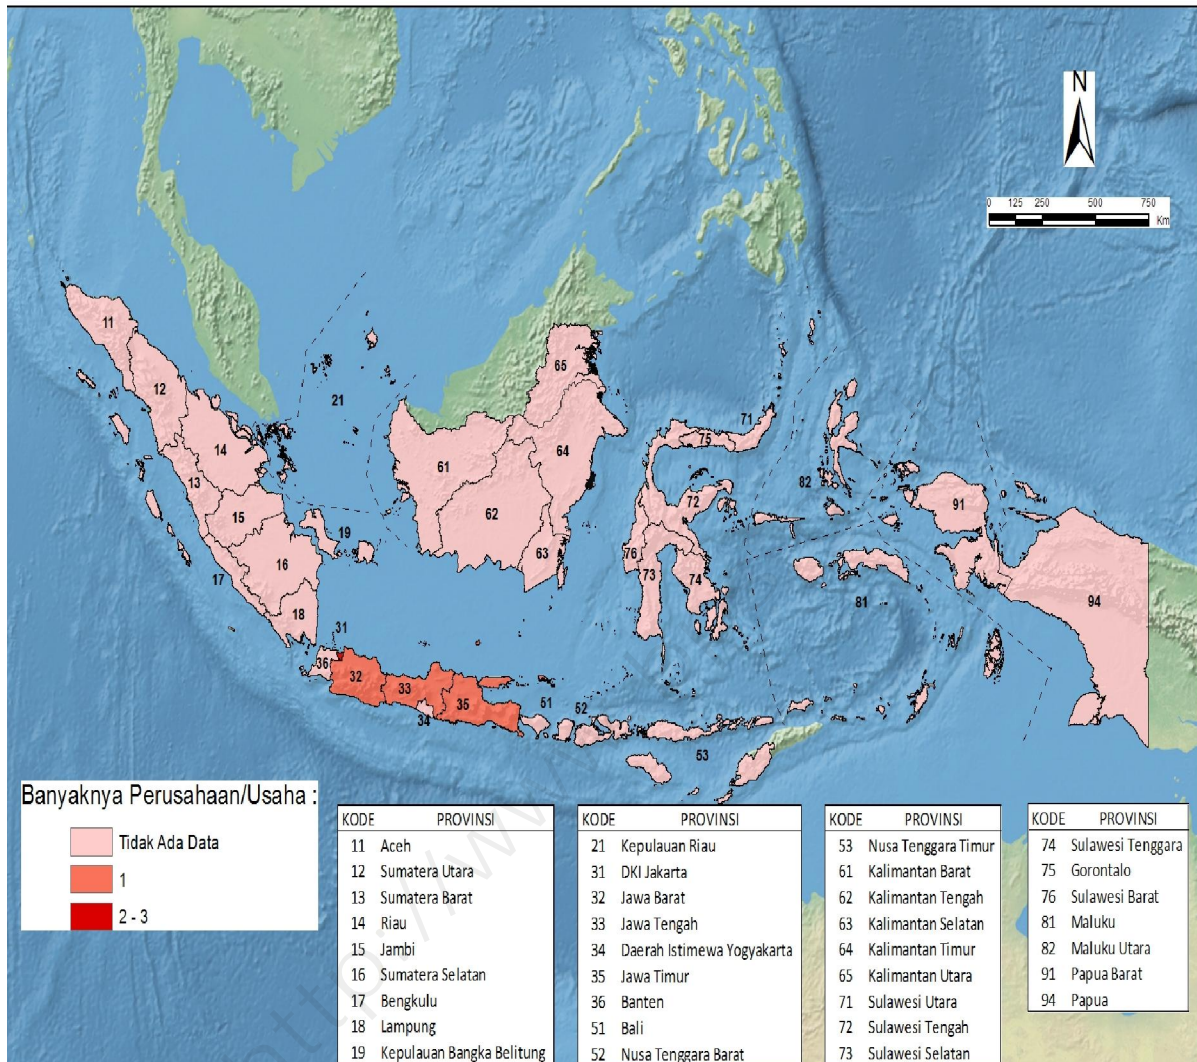 N
0 125 250 500 750
Km
11
12
65
21
71
14
75
61
64
13
82
91
72
15
62
19
16
76
63
73
74
17
18
81
94
31
36
32
33
35
34
51
52
53
Banyaknya Perusahaan/Usaha :
Tidak Ada Data
1
2 - 3
KODE PROVINSI
11 Aceh
12 Sumatera Utara
13 Sumatera Barat
14 Riau
15 Jambi
16 Sumatera Selatan
17 Bengkulu
18 Lampung
19 Kepulauan Bangka Belitung
KODE PROVINSI
21 Kepulauan Riau
31 DKI Jakarta
32 Jawa Barat
33 Jawa Tengah
34 Daerah Istimewa Yogyakarta
35 Jawa Timur
36 Banten
51 Bali
52 Nusa Tenggara Barat
KODE PROVINSI
53 Nusa Tenggara Timur
61 Kalimantan Barat
62 Kalimantan Tengah
63 Kalimantan Selatan
64 Kalimantan Timur
65 Kalimantan Utara
71 Sulawesi Utara
72 Sulawesi Tengah
73 Sulawesi Selatan
KODE PROVINSI
74 Sulawesi Tenggara
75 Gorontalo
76 Sulawesi Barat
81 Maluku
82 Maluku Utara
91 Papua Barat
94 Papua